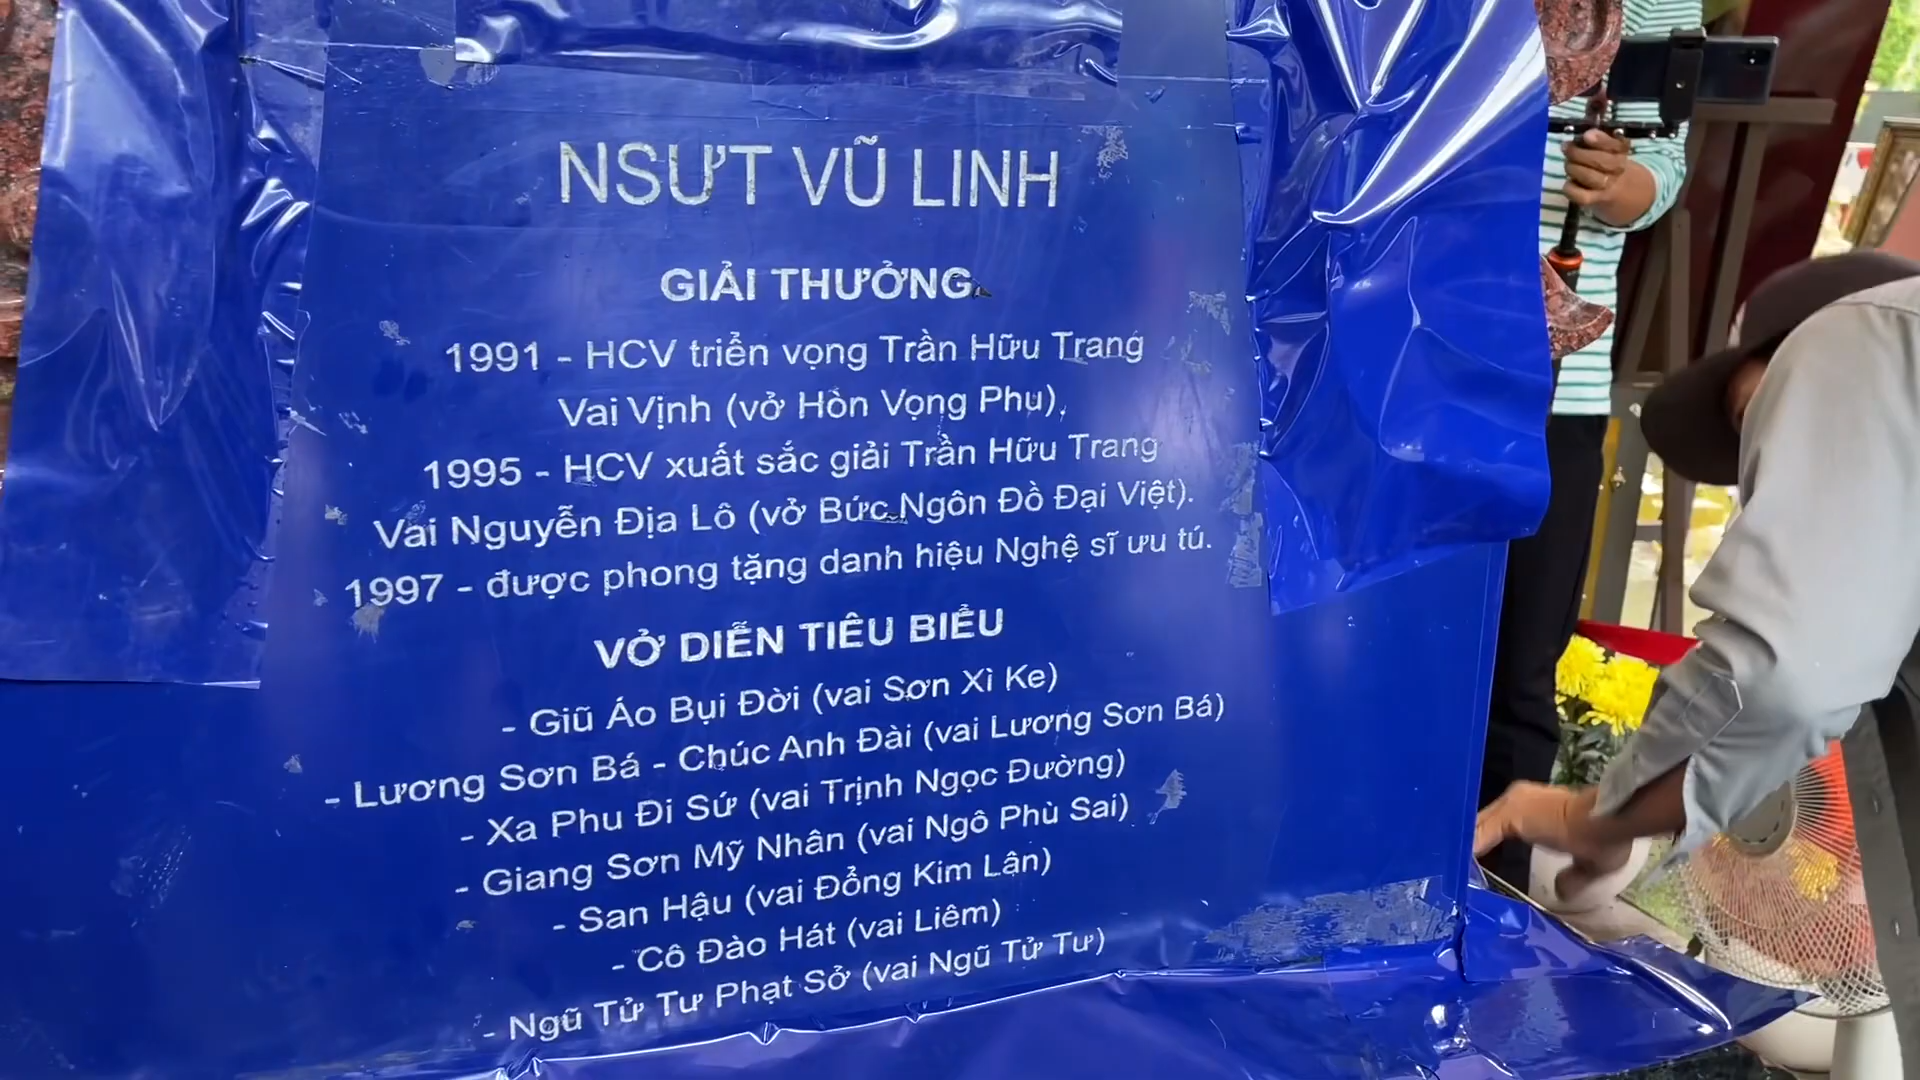 NSƯT VŨ LINH
GIẢI THƯỞNG
1991 - HCV triển vọng Trần Hữu Trang
Vai Vịnh (vở Hòn Vọng Phu),
1995 - HCV xuất sắc giải Trần Hữu Trang
Vai Nguyễn Địa Lô (vở Bức Ngôn Đồ Đại Việt).
1997 - được phong tặng danh hiệu Nghệ sĩ ưu tú.
VỞ DIỄN TIÊU BIỂU
- Giũ Áo Bụi Đời (vai Sơn Xì Ke)
- Lương Sơn Bá - Chúc Anh Đài (vai Lương Sơn Bá)
- Xa Phu Đi Sứ (vai Trịnh Ngọc Đường)
- Giang Sơn Mỹ Nhân (vai Ngô Phù Sai)
- San Hậu (vai Đổng Kim Lân)
- Cô Đào Hát (vai Liêm)
- Ngũ Tử Tư Phạt Sở (vai Ngũ Tử Tư)